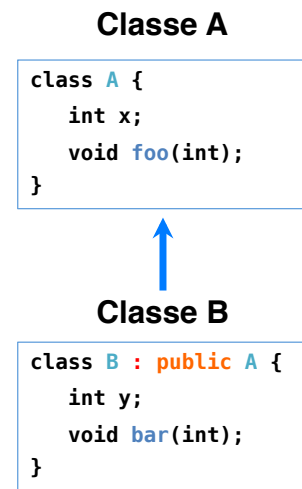 Classe A
class A {
int x;
void foo(int);
}
Classe B
class B : public A {
int y;
void bar(int);
}